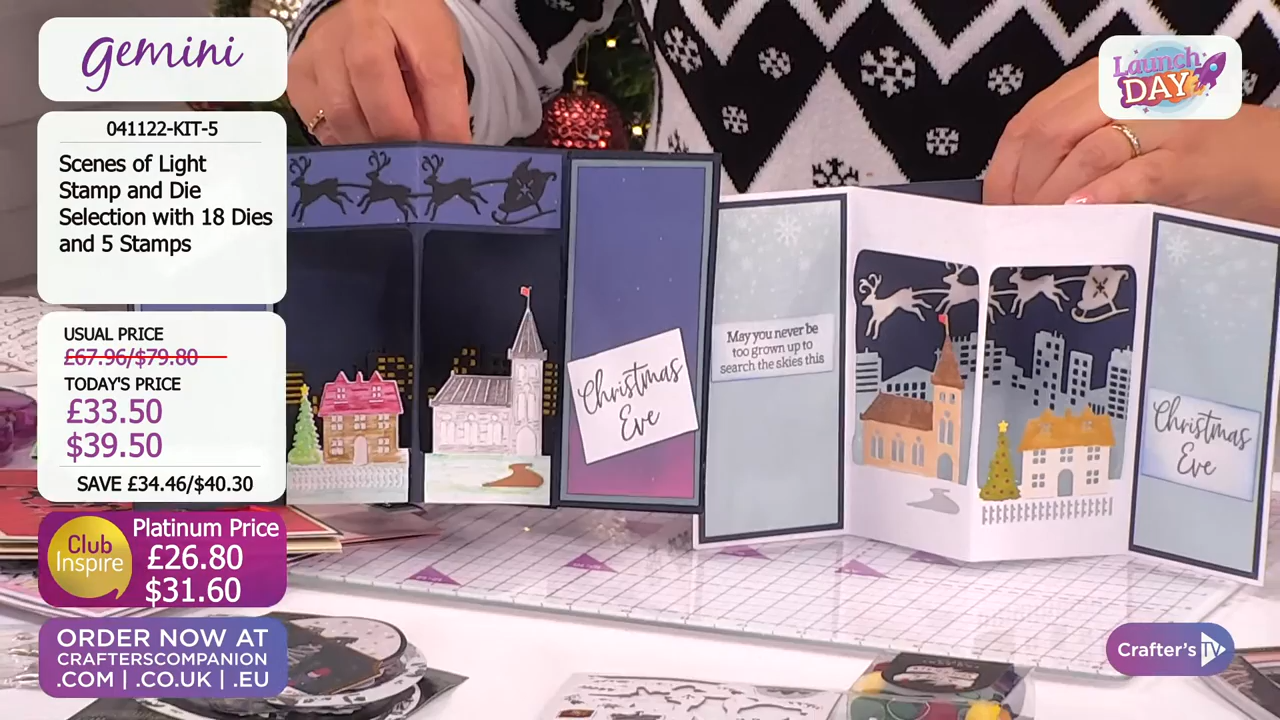 gemini
041122-KIT-5
Scenes of Light
Stamp and Die
Selection with 18 Dies
and 5 Stamps
USUAL PRICE
£67.96/$79.80
TODAY'S PRICE
£33.50
$39.50
SAVE £34.46/$40.30
Club
Inspire
Platinum Price
£26.80
$31.60
ORDER NOW AT
CRAFTERSCOMPANION
.COM | .CO.UK | .EU
Launch
DAY
Christmas
Eve
May you never be
too grown up to
search the skies this
Christmas
Eve
Crafter's TV